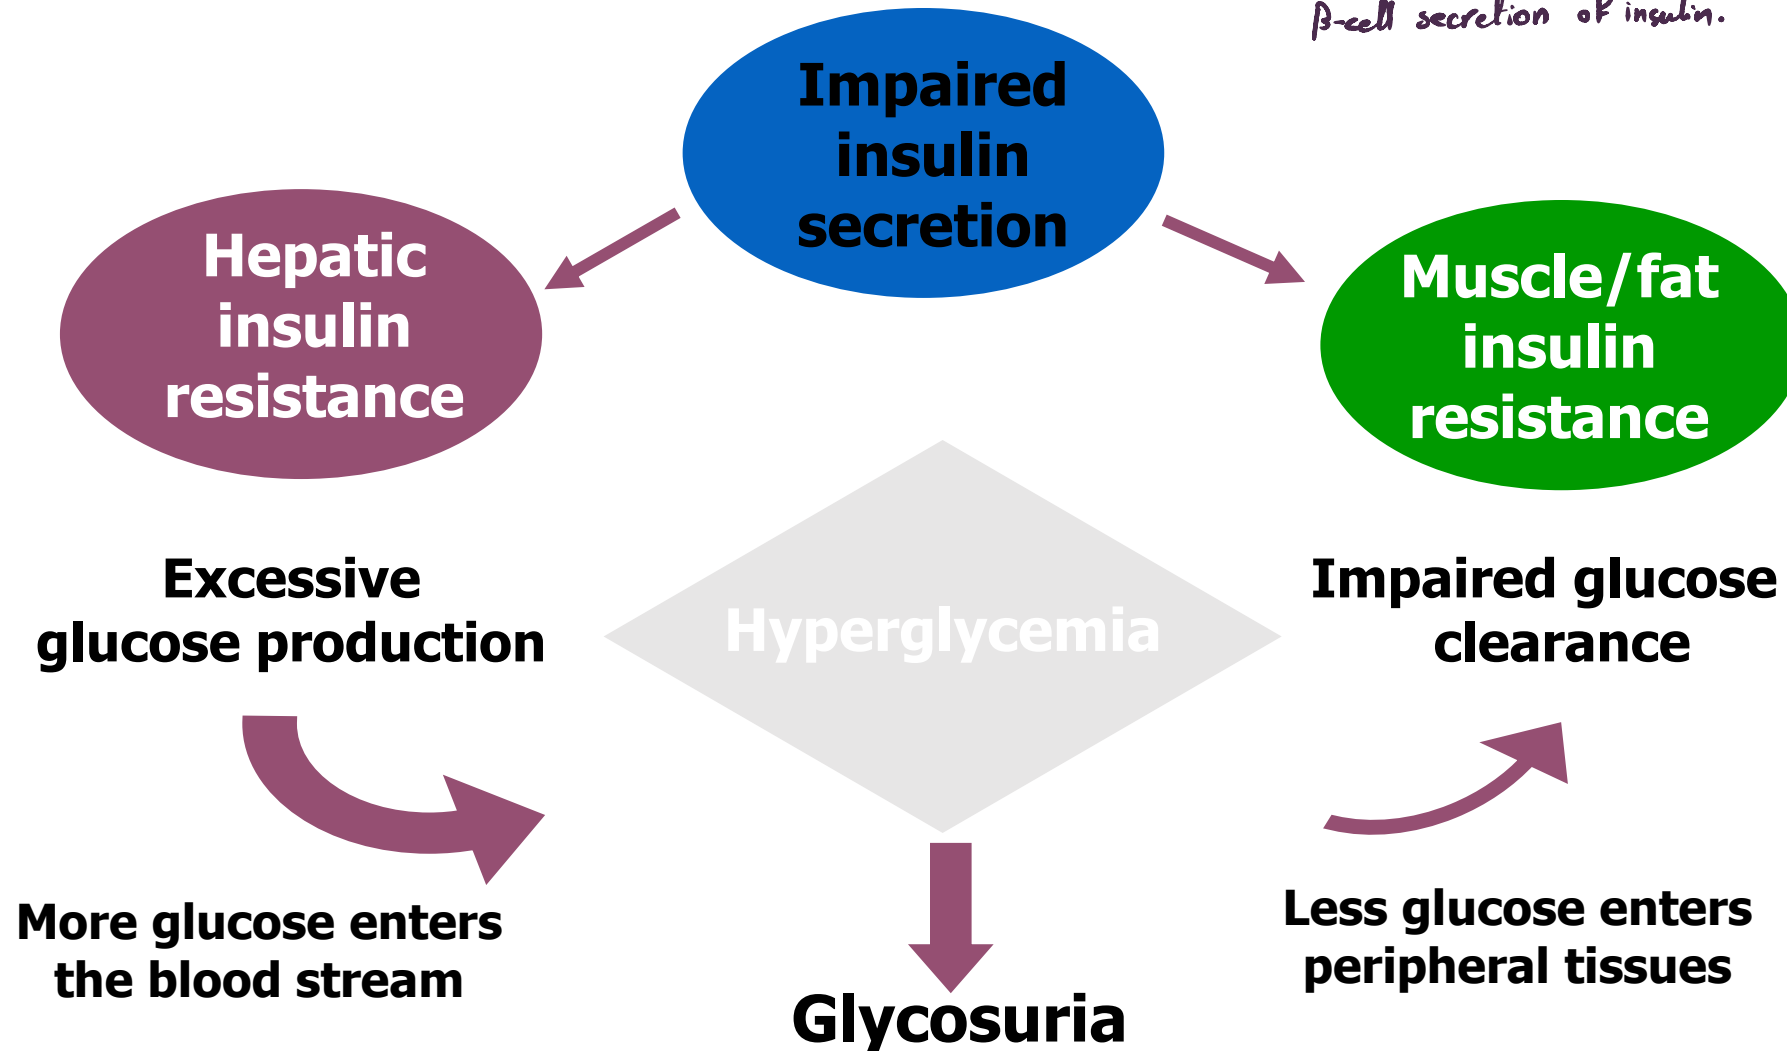 β-cell secretion of insulin.
Impaired
insulin
secretion
Hepatic
insulin
resistance
Muscle/fat
insulin
resistance
Excessive
glucose production
Hyperglycemia
Impaired glucose
clearance
More glucose enters
the blood stream
Less glucose enters
peripheral tissues
Glycosuria